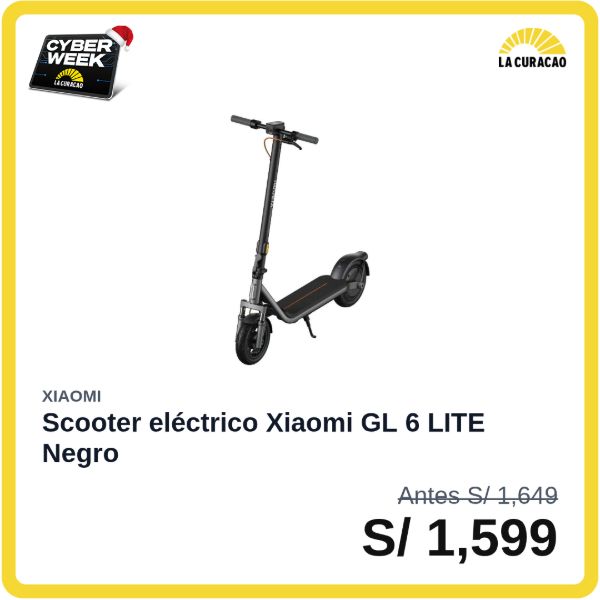 CYBER
WEEK
LA CURACAO
LA CURACAO
XIAOMI
Scooter eléctrico Xiaomi GL 6 LITE
Negro
Antes S/ 1,649
S/ 1,599